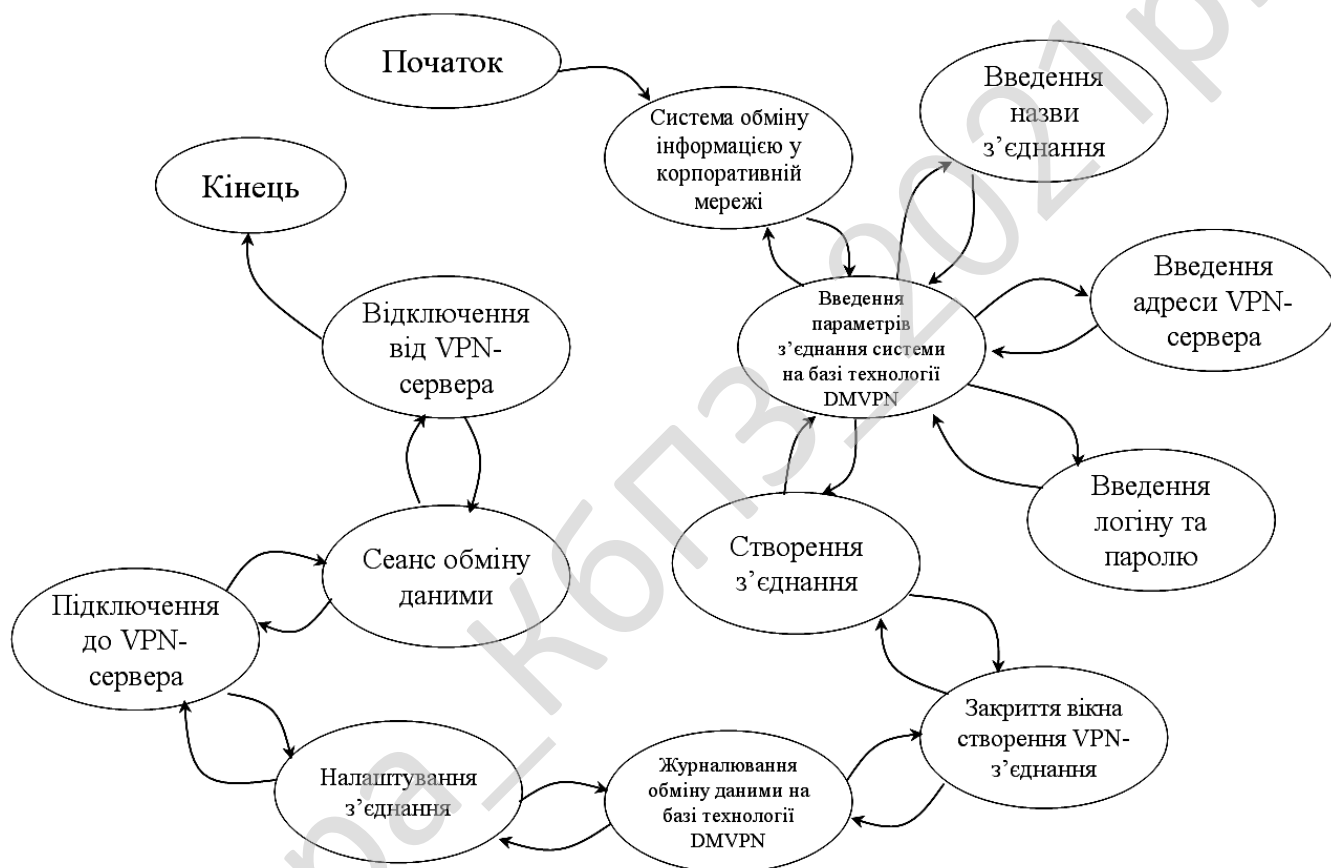 Початок
Система обміну
інформацією у
корпоративній
мережі
Введення
назви
з’єднання
Кінець
Відключення
від VPN-
сервера
Введення
параметрів
з’єднання системи
на базі технології
DMVPN
Введення
адреси VPN-
сервера
Сеанс обміну
даними
Створення
з’єднання
Введення
логіну та
паролю
Підключення
до VPN-
сервера
Налаштування
з’єднання
Журналювання
обміну даними на
базі технології
DMVPN
Закриття вікна
створення VPN-
з’єднання
ра_КбПЗ_2021р